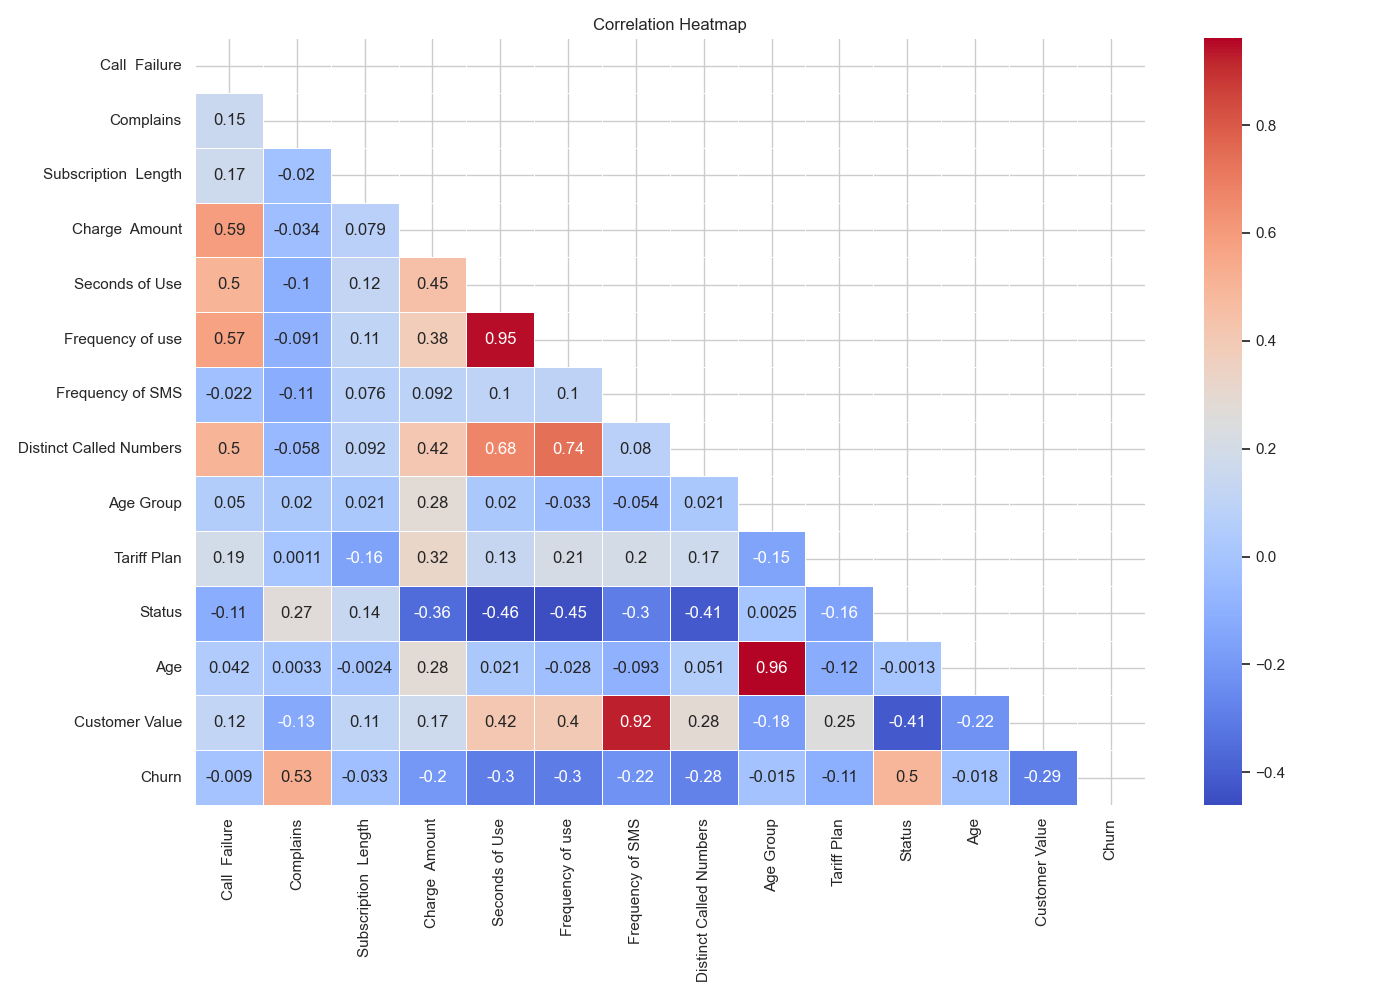 Correlation Heatmap
Call  Failure
Complains 0.15
Subscription  Length 0.17 -0.02
Charge  Amount 0.59 -0.034 0.079
Seconds of Use 0.5 -0.1 0.12 0.45
Frequency of use 0.57 -0.091 0.11 0.38 0.95
Frequency of SMS -0.022 -0.11 0.076 0.092 0.1 0.1
Distinct Called Numbers 0.5 -0.058 0.092 0.42 0.68 0.74 0.08
Age Group 0.05 0.02 0.021 0.28 0.02 -0.033 -0.054 0.021
Tariff Plan 0.19 0.0011 -0.16 0.32 0.13 0.21 0.2 0.17 -0.15
Status -0.11 0.27 0.14 -0.36 -0.46 -0.45 -0.3 -0.41 0.0025 -0.16
Age 0.042 0.0033 -0.0024 0.28 0.021 -0.028 -0.093 0.051 0.96 -0.12 -0.0013
Customer Value 0.12 -0.13 0.11 0.17 0.42 0.4 0.92 0.28 -0.18 0.25 -0.41 -0.22
Churn -0.009 0.53 -0.033 -0.2 -0.3 -0.3 -0.22 -0.28 -0.015 -0.11 0.5 -0.018 -0.29
Call  Failure
Complains
Subscription  Length
Charge  Amount
Seconds of Use
Frequency of use
Frequency of SMS
Distinct Called Numbers
Age Group
Tariff Plan
Status
Age
Customer Value
Churn
0.8
0.6
0.4
0.2
0.0
−0.2
−0.4